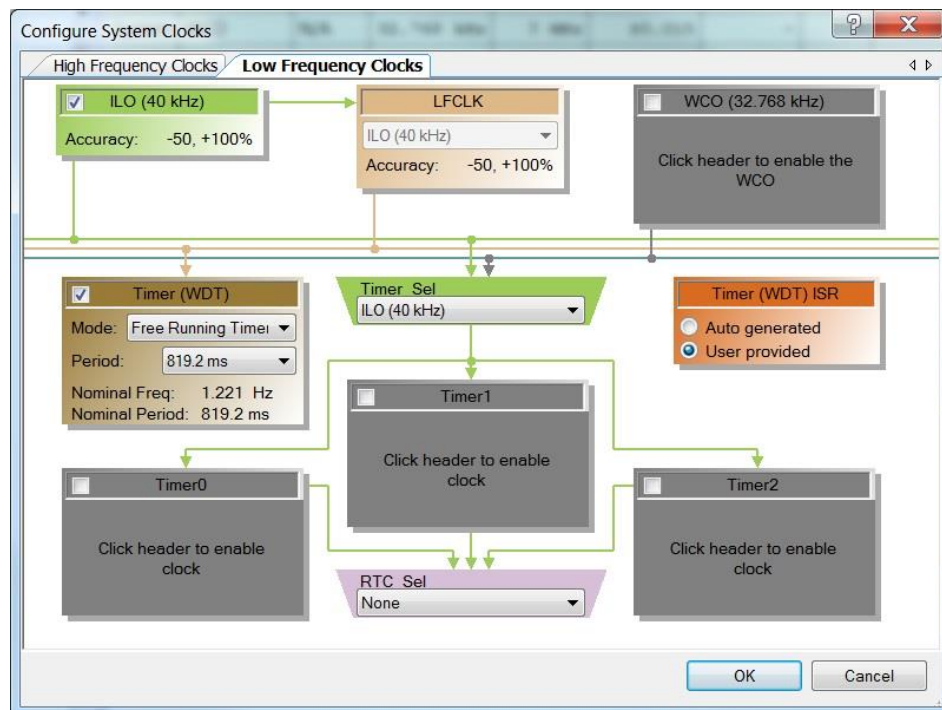 Configure System Clocks
High Frequency Clocks
Low Frequency Clocks
ILO (40 kHz)
Accuracy: -50, +100%
LFCLK
ILO (40 kHz)
Accuracy: -50, +100%
WCO (32.768 kHz)
Click header to enable the
WCO
Timer (WDT)
Mode: Free Running Timer
Period: 819.2 ms
Nominal Freq: 1.221 Hz
Nominal Period: 819.2 ms
Timer Sel
ILO (40 kHz)
Timer (WDT) ISR
Auto generated
User provided
Timer1
Click header to enable
clock
Timer0
Click header to enable
clock
Timer2
Click header to enable
clock
RTC Sel
None
OK
Cancel